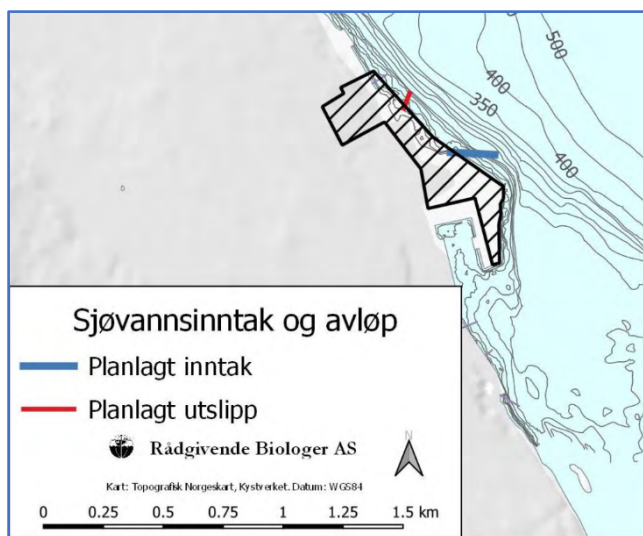 500
400
500
350
400
Sjøvannsinntak og avløp
Planlagt inntak
Planlagt utslipp
Rådgivende Biologer AS
N
Kart: Topografisk Norgeskart, Kystverket. Datum: WGS84
0 0.25 0.5 0.75 1 1.25 1.5 km